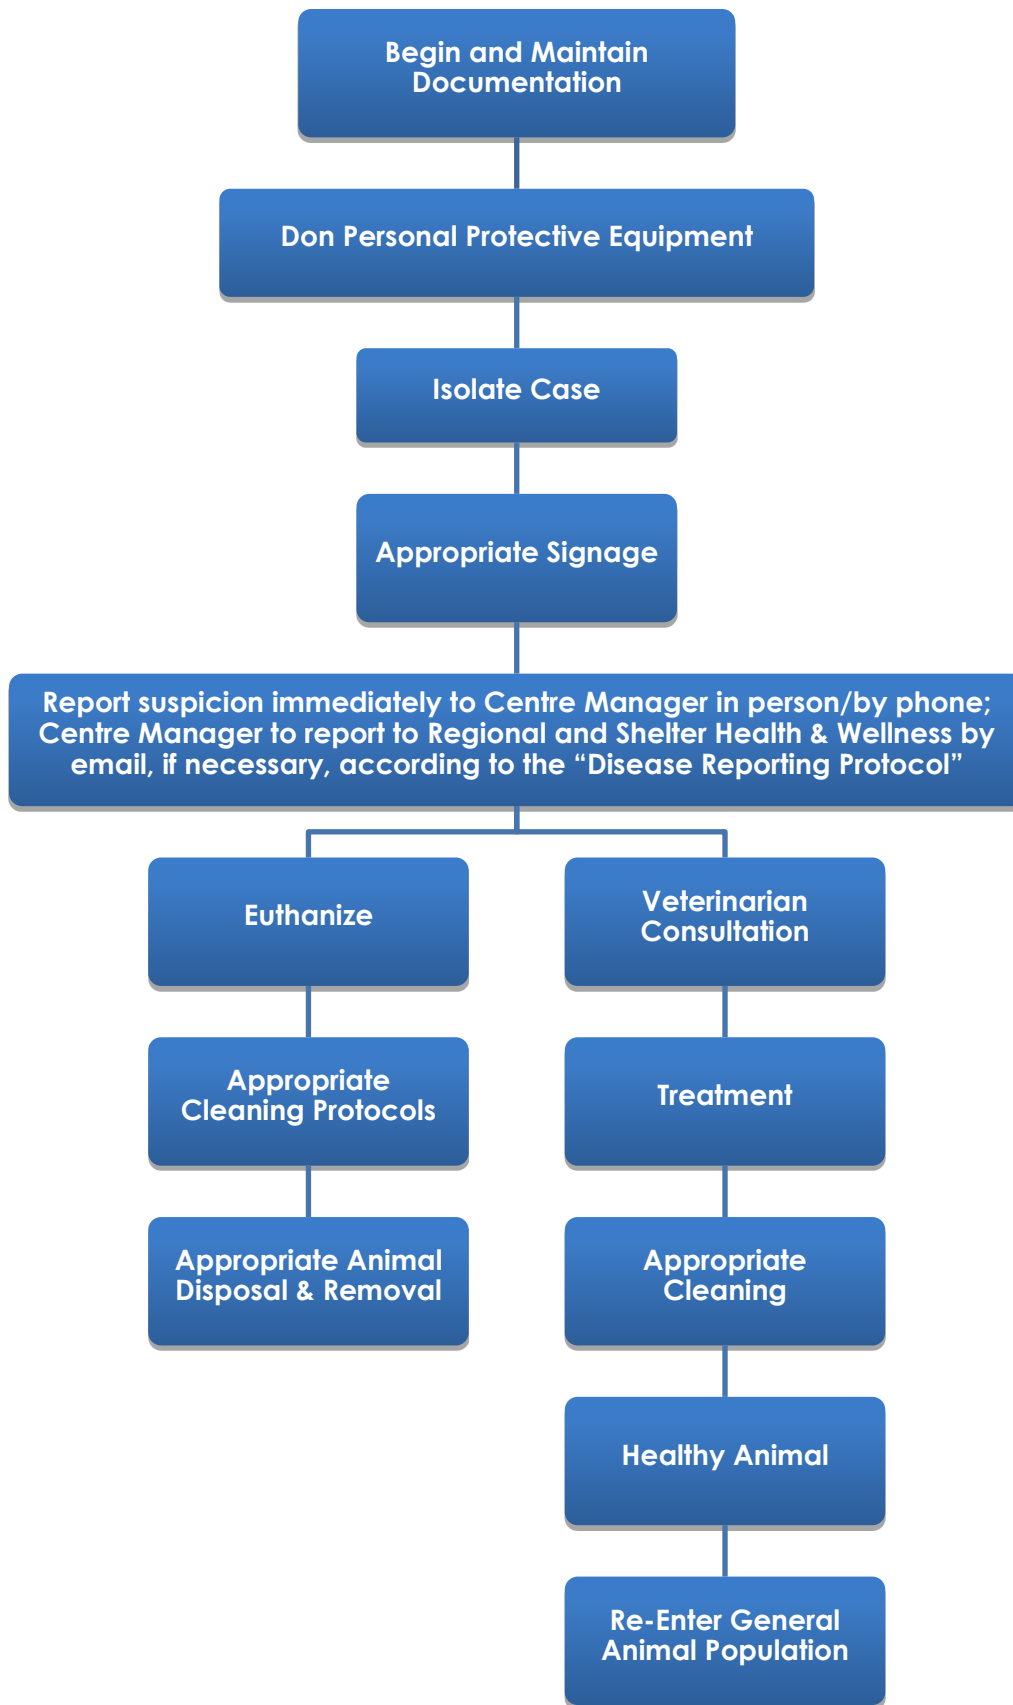 Begin and Maintain
Documentation
Don Personal Protective Equipment
Isolate Case
Appropriate Signage
Report suspicion immediately to Centre Manager in person/by phone;
Centre Manager to report to Regional and Shelter Health & Wellness by
email, if necessary, according to the “Disease Reporting Protocol”
Euthanize
Appropriate
Cleaning Protocols
Appropriate Animal
Disposal & Removal
Veterinarian
Consultation
Treatment
Appropriate
Cleaning
Healthy Animal
Re-Enter General
Animal Population